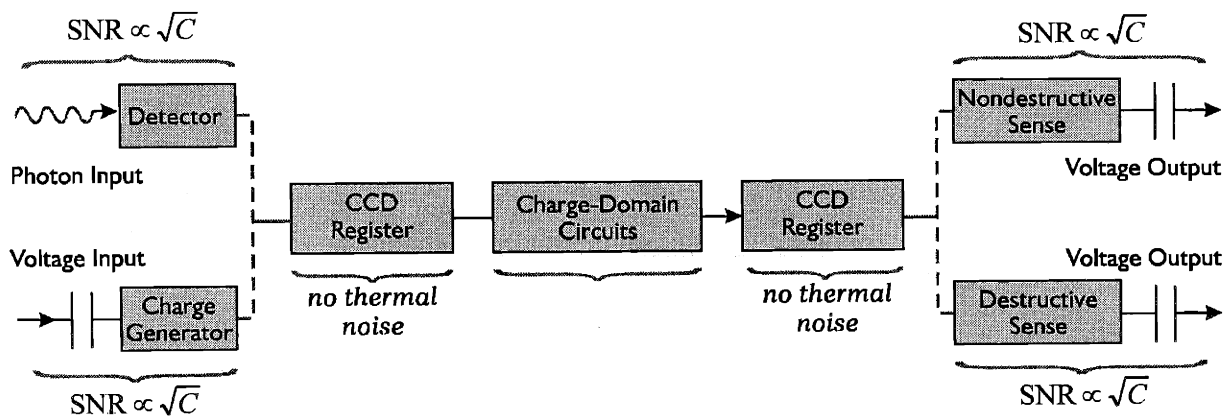 SNR ∝ √C
Detector
Photon Input
Voltage Input
Charge
Generator
SNR ∝ √C
CCD
Register
no thermal
noise
Charge-Domain
Circuits
CCD
Register
no thermal
noise
SNR ∝ √C
Nondestructive
Sense
Voltage Output
Voltage Output
Destructive
Sense
SNR ∝ √C